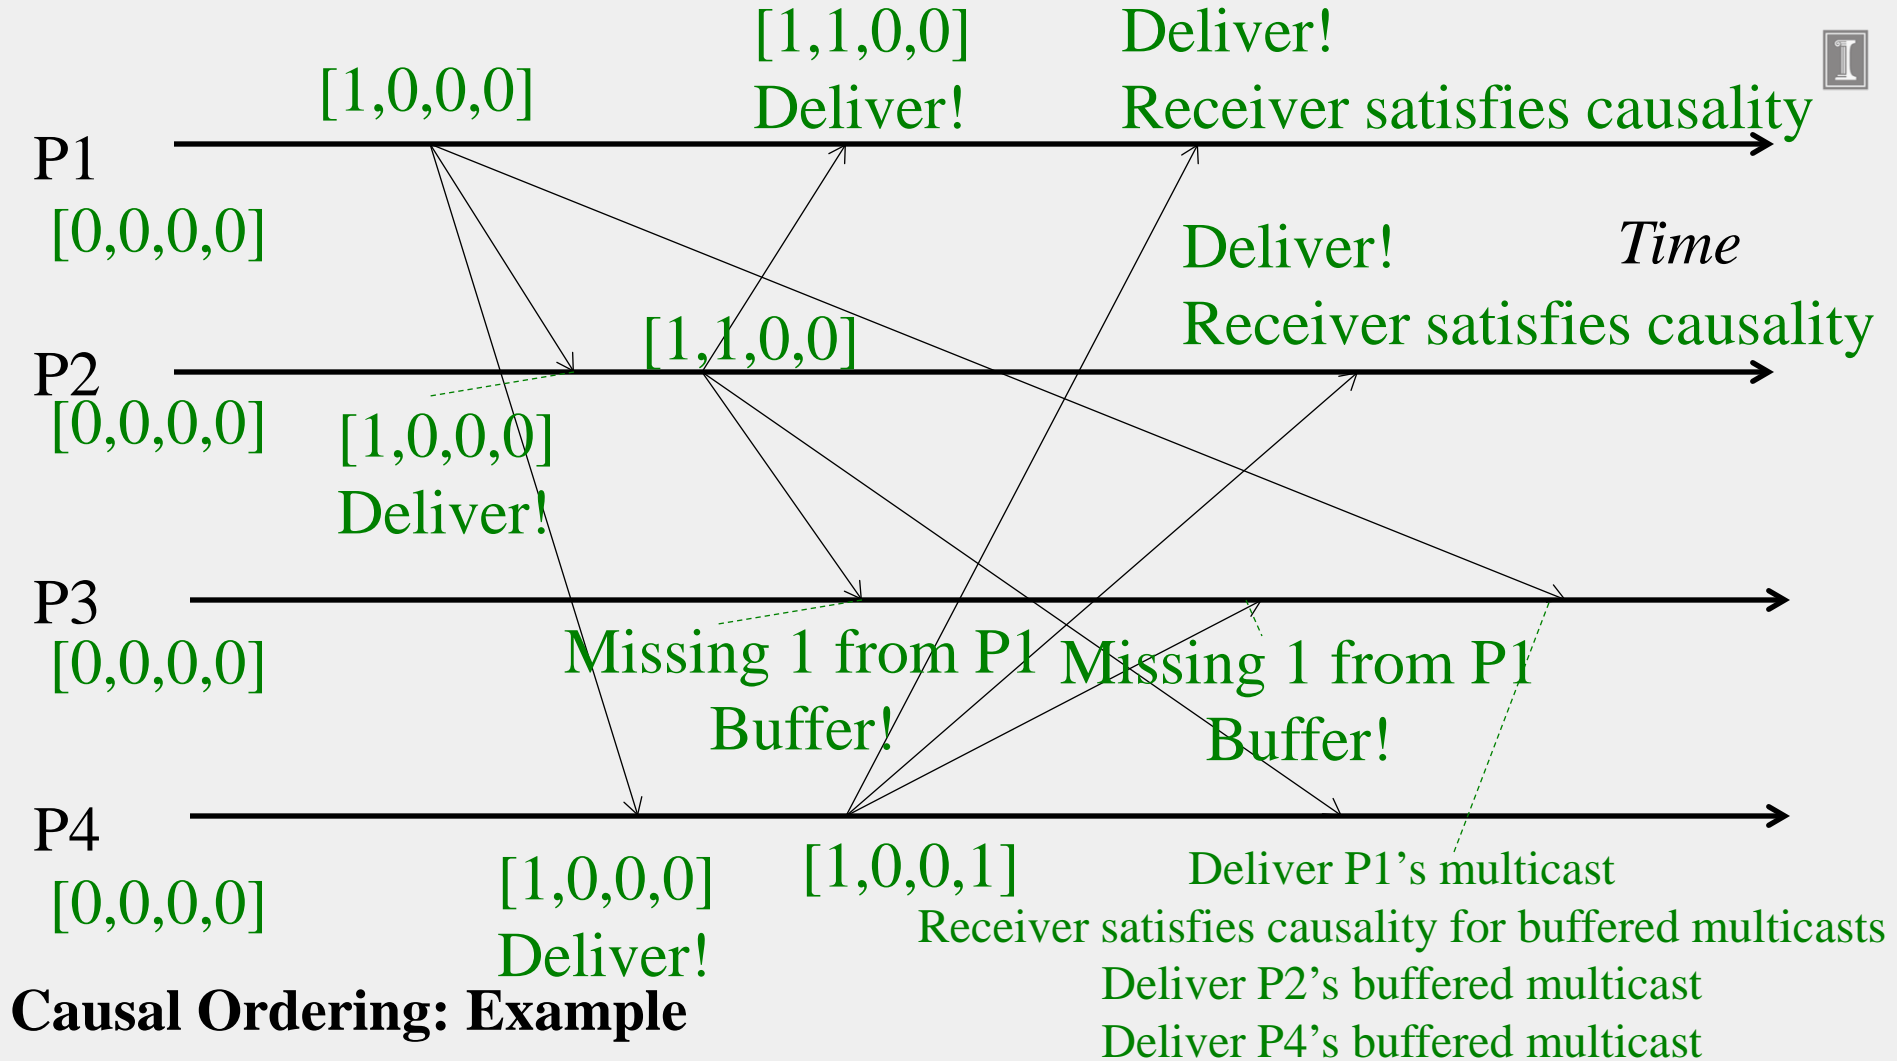 [1,1,0,0]
Deliver!
[1,0,0,0]
Deliver!
Receiver satisfies causality
P1
[0,0,0,0]
Time
Deliver!
Receiver satisfies causality
[1,1,0,0]
P2
[0,0,0,0]
[1,0,0,0]
Deliver!
P3
[0,0,0,0]
Missing 1 from P1
Buffer!
Missing 1 from P1
Buffer!
P4
[0,0,0,0]
[1,0,0,0]
Deliver!
[1,0,0,1]
Deliver P1’s multicast
Receiver satisfies causality for buffered multicasts
Deliver P2’s buffered multicast
Deliver P4’s buffered multicast
Causal Ordering: Example